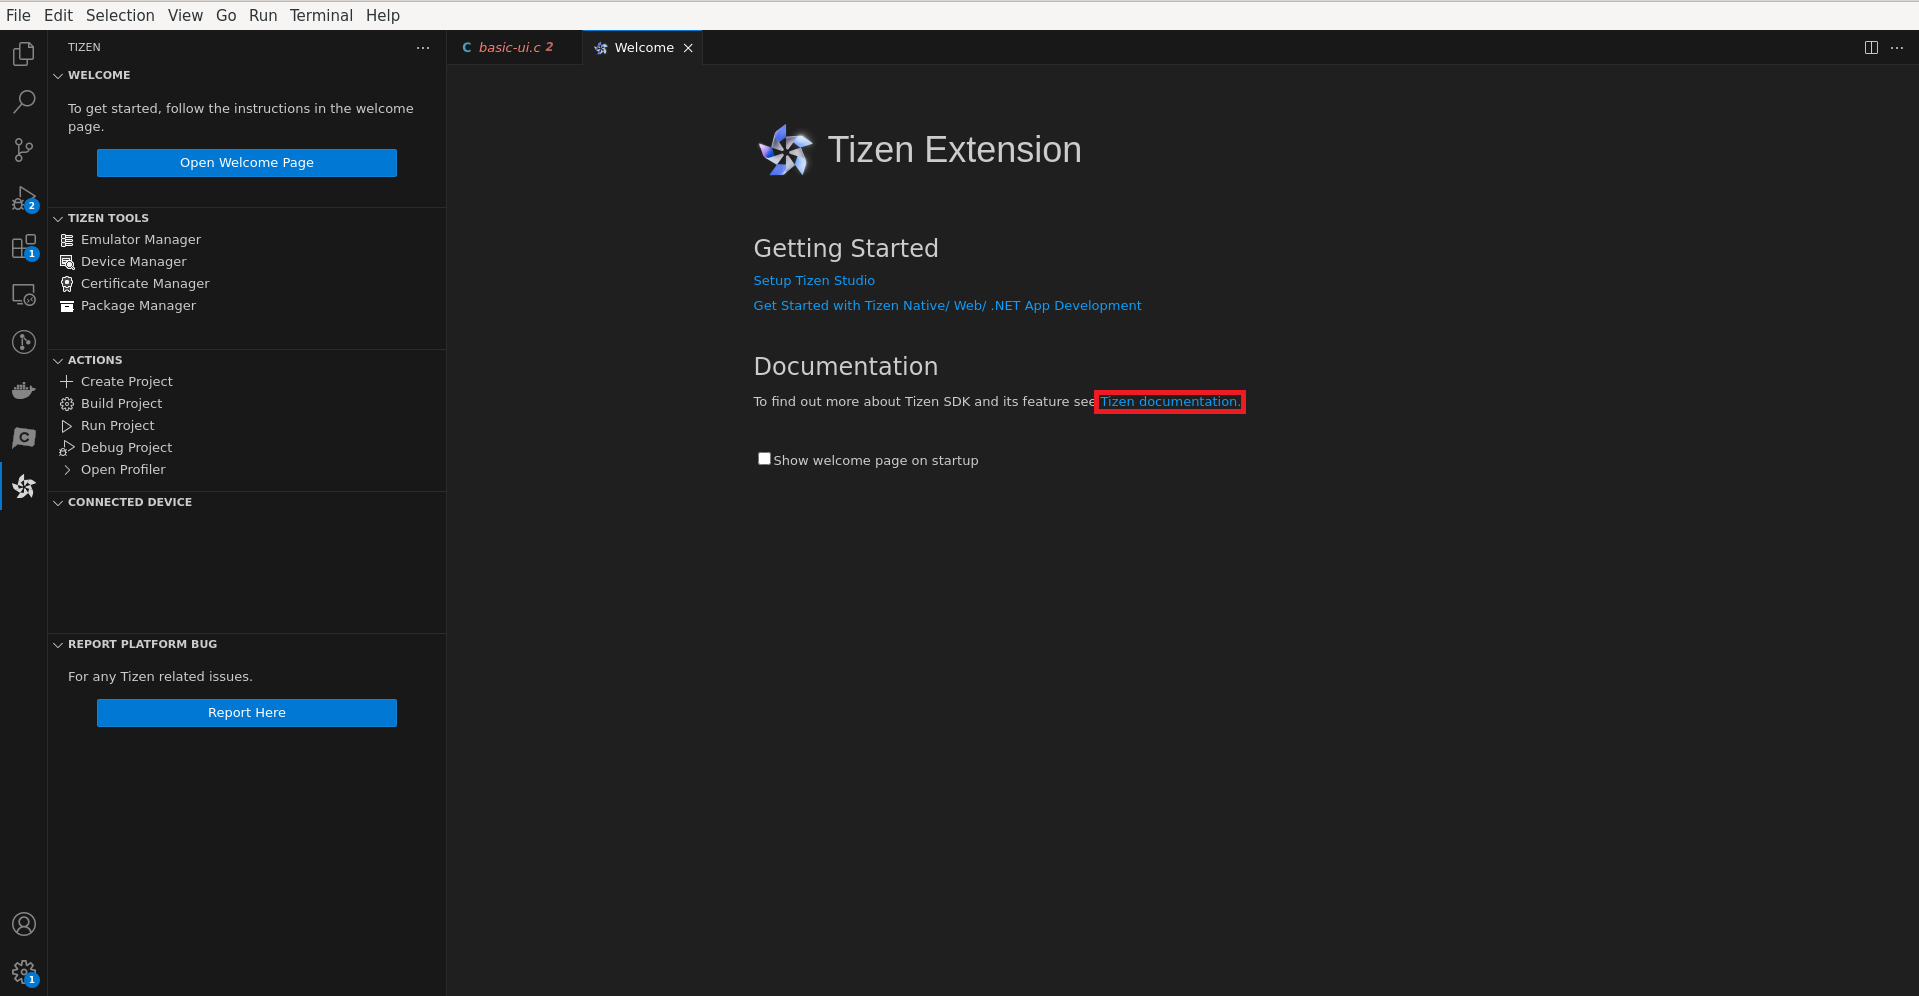 File Edit Selection View Go Run Terminal Help
TIZEN
WELCOME
To get started, follow the instructions in the welcome
page.
Open Welcome Page
TIZEN TOOLS
Emulator Manager
Device Manager
Certificate Manager
Package Manager
ACTIONS
Create Project
Build Project
Run Project
Debug Project
Open Profiler
CONNECTED DEVICE
REPORT PLATFORM BUG
For any Tizen related issues.
Report Here
2
1
C
1
C basic-ui.c 2
Welcome
Tizen Extension
Getting Started
Setup Tizen Studio
Get Started with Tizen Native/ Web/ .NET App Development
Documentation
To find out more about Tizen SDK and its feature see Tizen documentation.
Show welcome page on startup